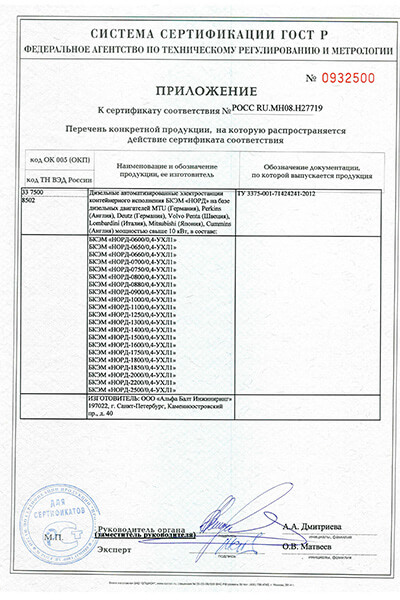 СИСТЕМА СЕРТИФИКАЦИИ ГОСТ Р
ФЕДЕРАЛЬНОЕ АГЕНТСТВО ПО ТЕХНИЧЕСКОМУ РЕГУЛИРОВАНИЮ И МЕТРОЛОГИИ
№ 0932500
ПРИЛОЖЕНИЕ
К сертификату соответствия № РОСС RU.МН08.Н27719
Перечень конкретной продукции, на которую распространяется
действие сертификата соответствия
код ОК 005 (ОКП)
код ТН ВЭД России
Наименование и обозначение
продукции, ее изготовитель
Обозначение документации,
по которой выпускается продукция
33 7500
8502
Дизельные автоматизированные электростанции
контейнерного исполнения БКЭМ «НОРД» на базе
дизельных двигателей MTU (Германия), Perkins
(Англия), Deutz (Германия), Volvo Penta (Швеция),
Lombardini (Италия), Mitsubishi (Япония), Cummins
(Англия) мощностью свыше 10 кВт, в составе:
ТУ 3375-001-71424241-2012
БКЭМ «НОРД-0600/0,4-УХЛ1»
БКЭМ «НОРД-0650/0,4-УХЛ1»
БКЭМ «НОРД-0660/0,4-УХЛ1»
БКЭМ «НОРД-0700/0,4-УХЛ1»
БКЭМ «НОРД-0750/0,4-УХЛ1»
БКЭМ «НОРД-0800/0,4-УХЛ1»
БКЭМ «НОРД-0880/0,4-УХЛ1»
БКЭМ «НОРД-0900/0,4-УХЛ1»
БКЭМ «НОРД-1000/0,4-УХЛ1»
БКЭМ «НОРД-1100/0,4-УХЛ1»
БКЭМ «НОРД-1250/0,4-УХЛ1»
БКЭМ «НОРД-1300/0,4-УХЛ1»
БКЭМ «НОРД-1400/0,4-УХЛ1»
БКЭМ «НОРД-1500/0,4-УХЛ1»
БКЭМ «НОРД-1600/0,4-УХЛ1»
БКЭМ «НОРД-1750/0,4-УХЛ1»
БКЭМ «НОРД-1800/0,4-УХЛ1»
БКЭМ «НОРД-1850/0,4-УХЛ1»
БКЭМ «НОРД-2000/0,4-УХЛ1»
БКЭМ «НОРД-2200/0,4-УХЛ1»
БКЭМ «НОРД-2500/0,4-УХЛ1»
ИЗГОТОВИТЕЛЬ: ООО «Альфа Балт Инжиниринг»
197022, г. Санкт-Петербург, Каменноостровский
пр., д. 40
ДЛЯ
СЕРТИФИКАТОВ
М.П.
Руководитель органа
(заместитель руководителя)
подпись
А.А. Дмитриева
инициалы, фамилия
Эксперт
подпись
О.В. Матвеев
инициалы, фамилия